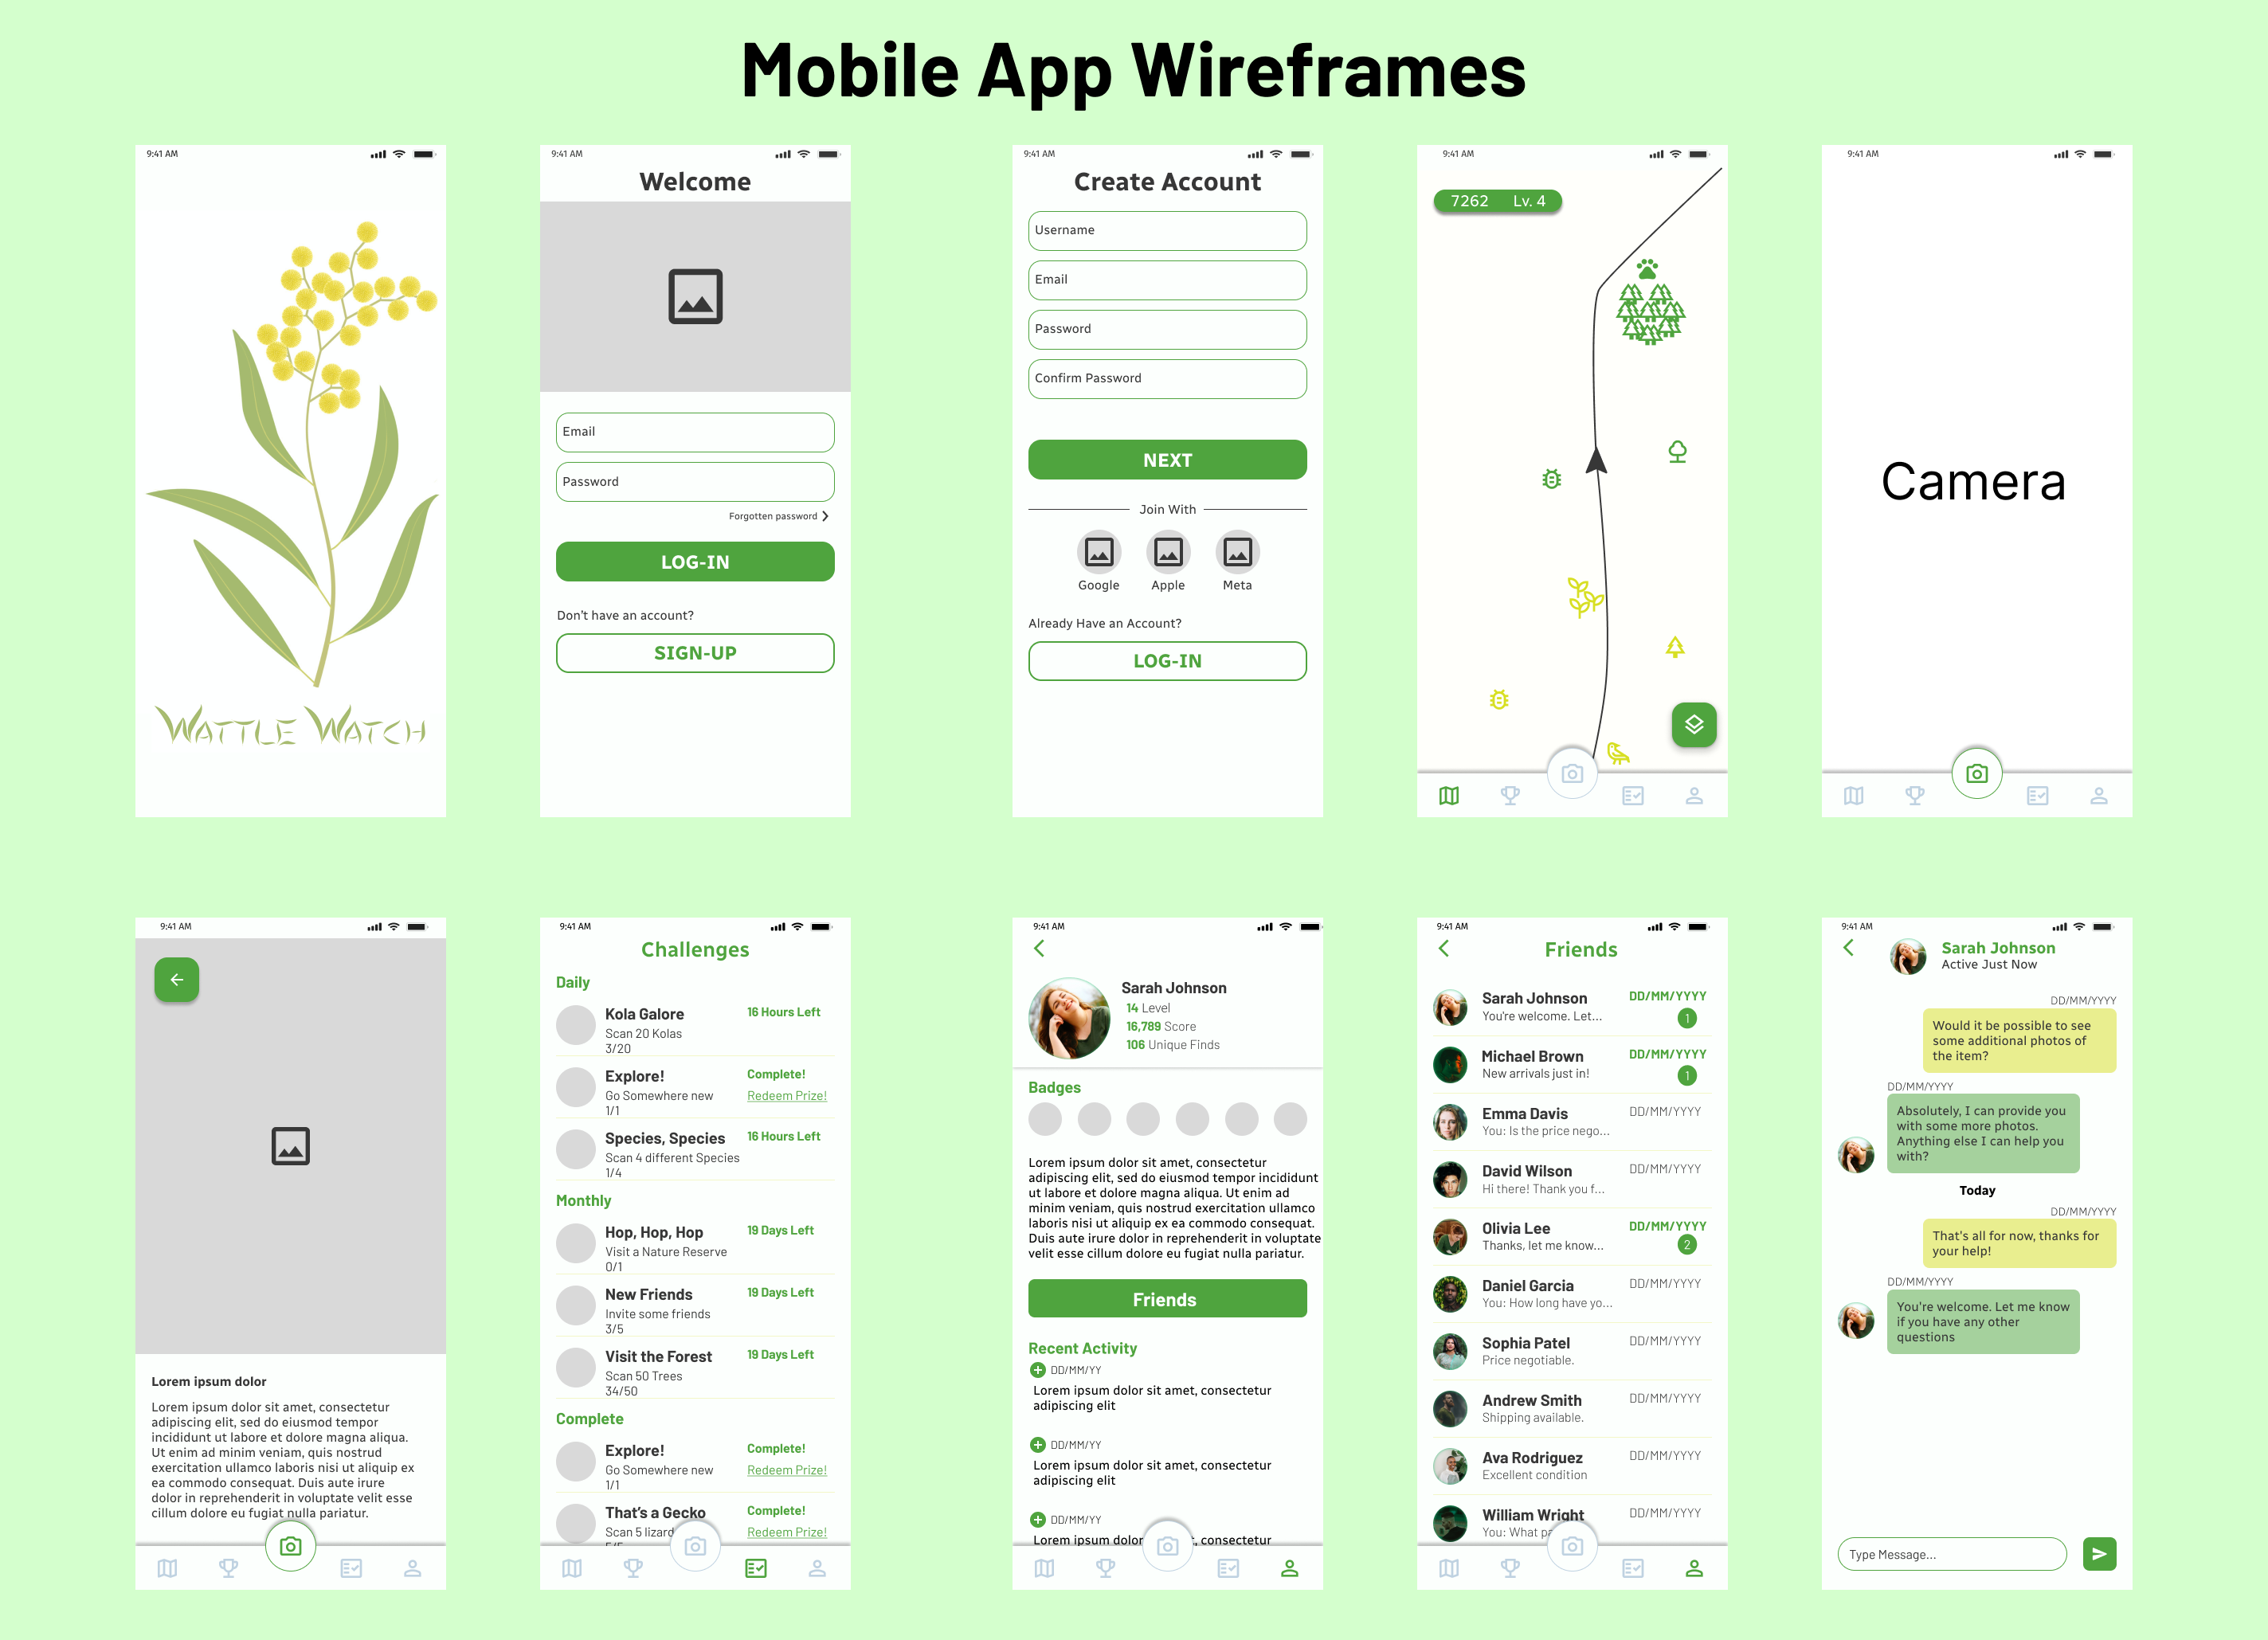 Mobile App Wireframes
9:41 AM
WATTLE WATCH
9:41 AM
Welcome
Email
Password
Forgotten password
LOG-IN
Don't have an account?
SIGN-UP
9:41 AM
Create Account
Username
Email
Password
Confirm Password
NEXT
Join With
Google Apple Meta
Already Have an Account?
LOG-IN
9:41 AM
7262 Lv. 4
9:41 AM
Camera
9:41 AM
Lorem ipsum dolor
Lorem ipsum dolor sit amet, consectetur
adipiscing elit, sed do eiusmod tempor
incididunt ut labore et dolore magna aliqua.
Ut enim ad minim veniam, quis nostrud
exercitation ullamco laboris nisi ut aliquip ex
ea commodo consequat. Duis aute irure
dolor in reprehenderit in voluptate velit esse
cillum dolore eu fugiat nulla pariatur.
9:41 AM
Challenges
Daily
Kola Galore 16 Hours Left
Scan 20 Kolas
3/20
Explore! Complete!
Go Somewhere new Redeem Prize!
1/1
Species, Species 16 Hours Left
Scan 4 different Species
1/4
Monthly
Hop, Hop, Hop 19 Days Left
Visit a Nature Reserve
0/1
New Friends 19 Days Left
Invite some friends
3/5
Visit the Forest 19 Days Left
Scan 50 Trees
34/50
Complete
Explore! Complete!
Go Somewhere new Redeem Prize!
1/1
That's a Gecko Complete!
Scan 5 lizard Redeem Prize!
9:41 AM
Sarah Johnson
14 Level
16,789 Score
106 Unique Finds
Badges
Lorem ipsum dolor sit amet, consectetur
adipiscing elit, sed do eiusmod tempor incididunt
ut labore et dolore magna aliqua. Ut enim ad
minim veniam, quis nostrud exercitation ullamco
laboris nisi ut aliquip ex ea commodo consequat.
Duis aute irure dolor in reprehenderit in voluptate
velit esse cillum dolore eu fugiat nulla pariatur.
Friends
Recent Activity
DD/MM/YY
Lorem ipsum dolor sit amet, consectetur
adipiscing elit
DD/MM/YY
Lorem ipsum dolor sit amet, consectetur
adipiscing elit
DD/MM/YY
Lorem ipsum dolor , consectetur
9:41 AM
Friends
Sarah Johnson DD/MM/YYYY
You're welcome. Let... 1
Michael Brown DD/MM/YYYY
New arrivals just in! 1
Emma Davis DD/MM/YYYY
You: Is the price nego...
David Wilson DD/MM/YYYY
Hi there! Thank you f...
Olivia Lee DD/MM/YYYY
Thanks, let me know... 2
Daniel Garcia DD/MM/YYYY
You: How long have yo...
Sophia Patel DD/MM/YYYY
Price negotiable.
Andrew Smith DD/MM/YYYY
Shipping available.
Ava Rodriguez DD/MM/YYYY
Excellent condition
William Wright DD/MM/YYYY
You: What
9:41 AM
Sarah Johnson
Active Just Now
DD/MM/YYYY
Would it be possible to see
some additional photos of
the item?
DD/MM/YYYY
Absolutely, I can provide you
with some more photos.
Anything else I can help you
with?
Today
DD/MM/YYYY
That's all for now, thanks for
your help!
DD/MM/YYYY
You're welcome. Let me know
if you have any other
questions
Type Message...